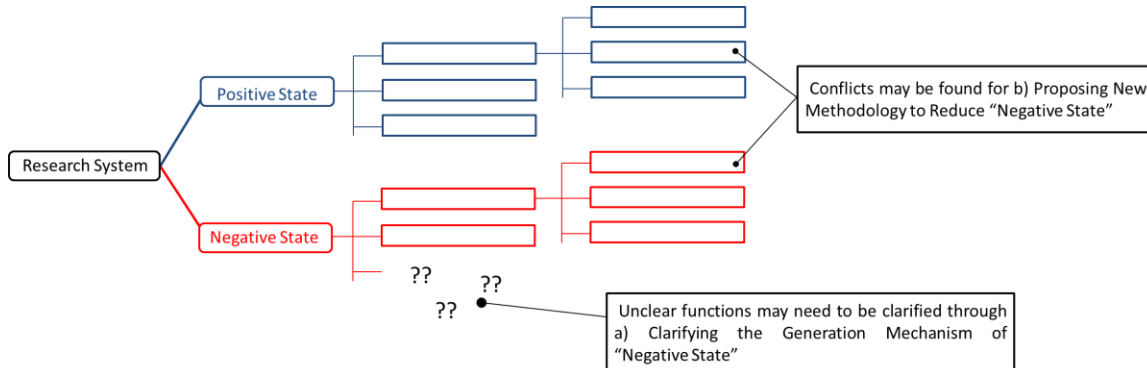 Positive State
Conflicts may be found for b) Proposing New
Methodology to Reduce “Negative State”
Research System
Negative State
??
??
??
Unclear functions may need to be clarified through
a) Clarifying the Generation Mechanism of
“Negative State”